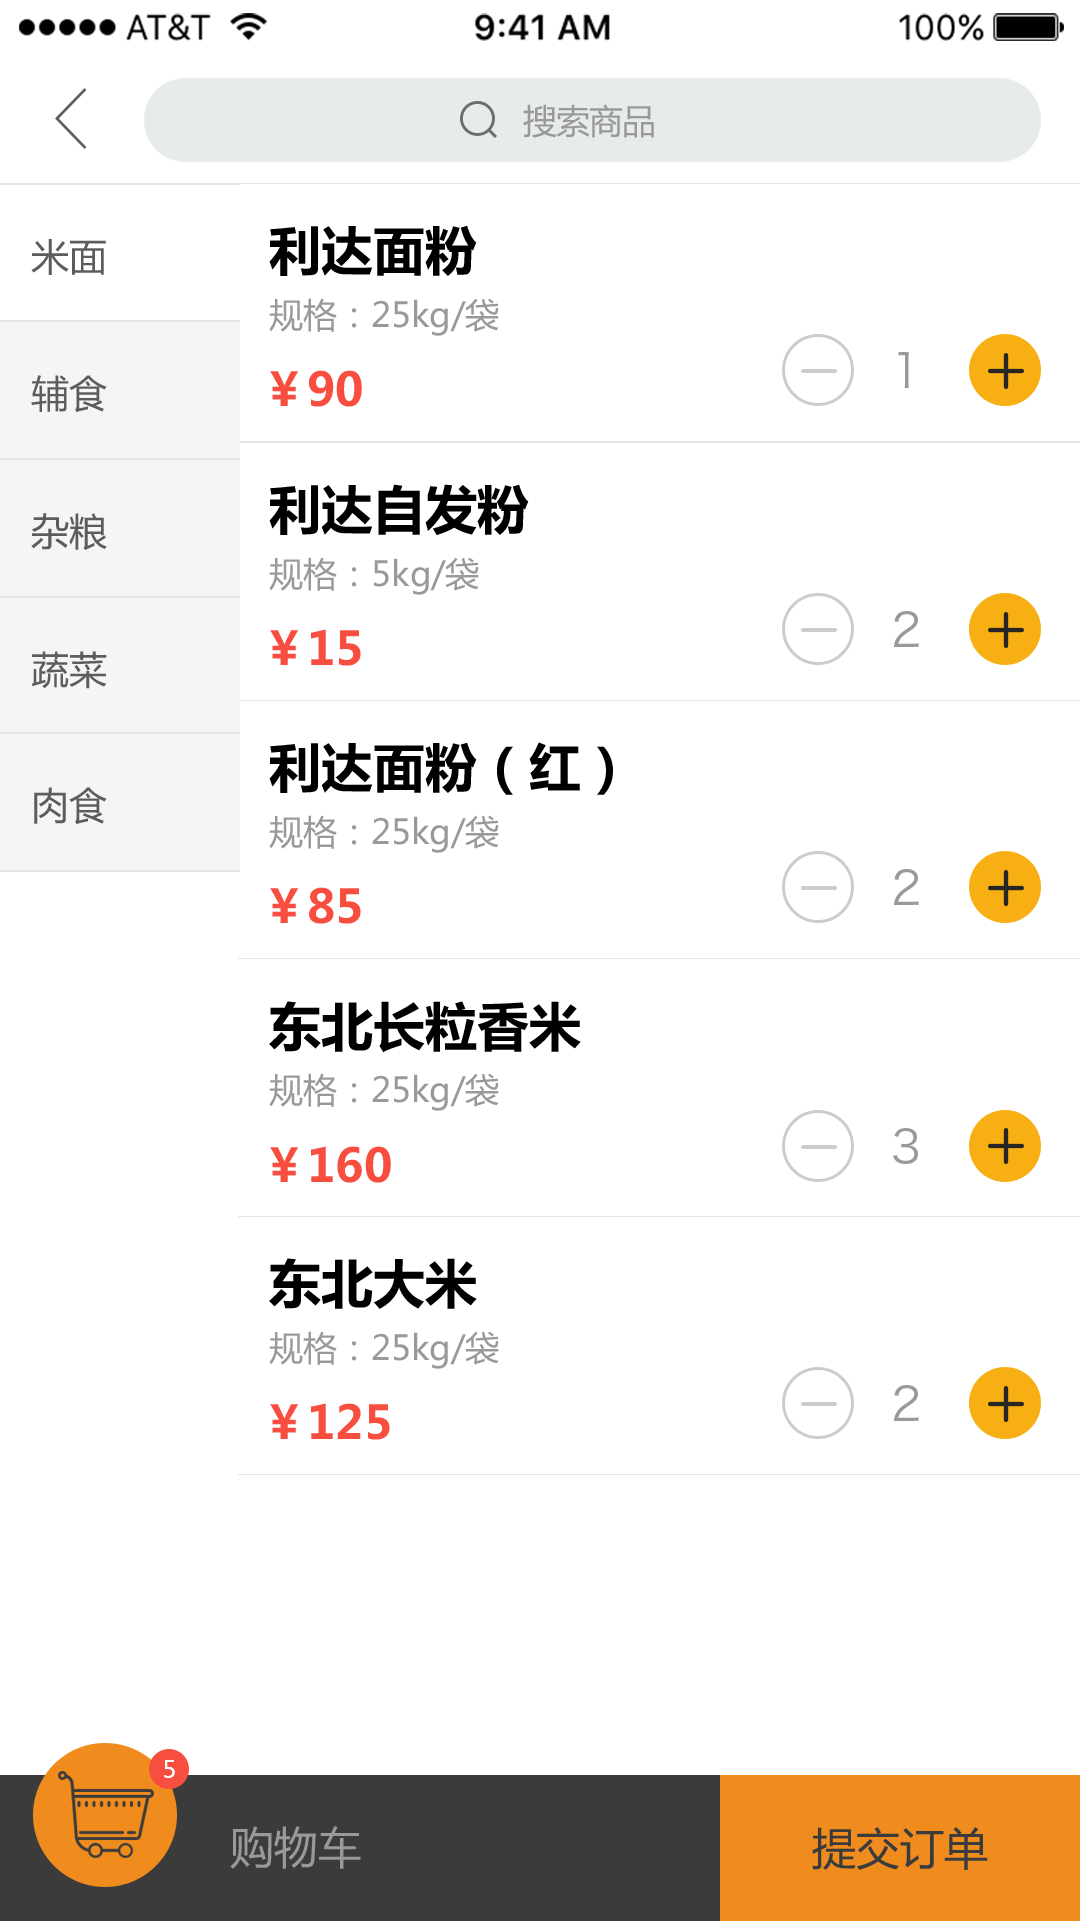 AT&T 9:41 AM 100%
搜索商品
米面
辅食
杂粮
蔬菜
肉食
利达面粉
规格：25kg/袋
¥90
1
利达自发粉
规格：5kg/袋
¥15
2
利达面粉（红）
规格：25kg/袋
¥85
2
东北长粒香米
规格：25kg/袋
¥160
3
东北大米
规格：25kg/袋
¥125
2
5
购物车
提交订单